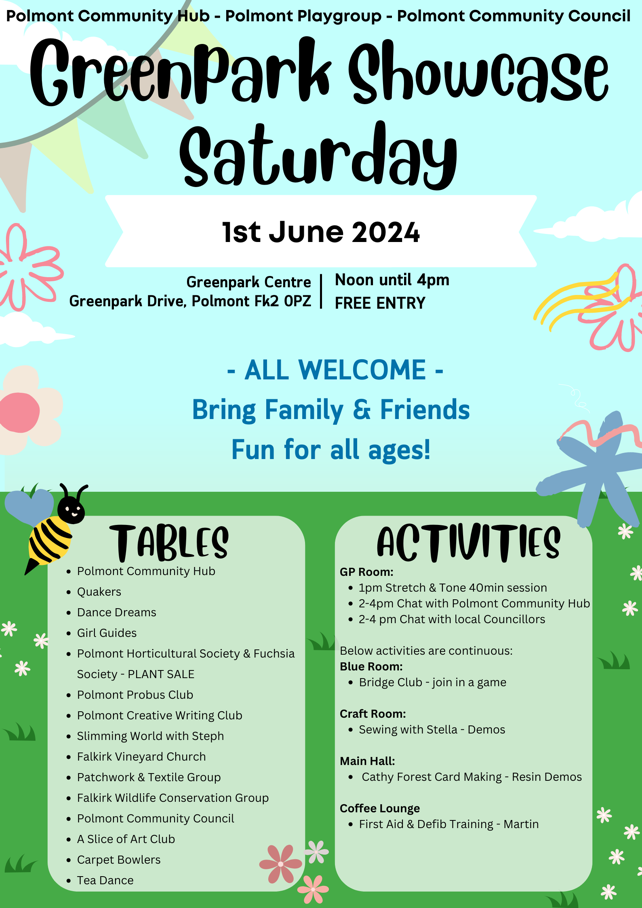 Polmont Community Hub - Polmont Playgroup - Polmont Community Council
GreenPark Showcase
Saturday
1st June 2024
Greenpark Centre
Greenpark Drive, Polmont Fk2 0PZ
Noon until 4pm
FREE ENTRY
- ALL WELCOME -
Bring Family & Friends
Fun for all ages!
TABLES
• Polmont Community Hub
• Quakers
• Dance Dreams
• Girl Guides
• Polmont Horticultural Society & Fuchsia
Society - PLANT SALE
• Polmont Probus Club
• Polmont Creative Writing Club
• Slimming World with Steph
• Falkirk Vineyard Church
• Patchwork & Textile Group
• Falkirk Wildlife Conservation Group
• Polmont Community Council
• A Slice of Art Club
• Carpet Bowlers
• Tea Dance
ACTIVITIES
GP Room:
• 1pm Stretch & Tone 40min session
• 2-4pm Chat with Polmont Community Hub
• 2-4 pm Chat with local Councillors
Below activities are continuous:
Blue Room:
• Bridge Club - join in a game
Craft Room:
• Sewing with Stella - Demos
Main Hall:
• Cathy Forest Card Making - Resin Demos
Coffee Lounge
• First Aid & Defib Training - Martin